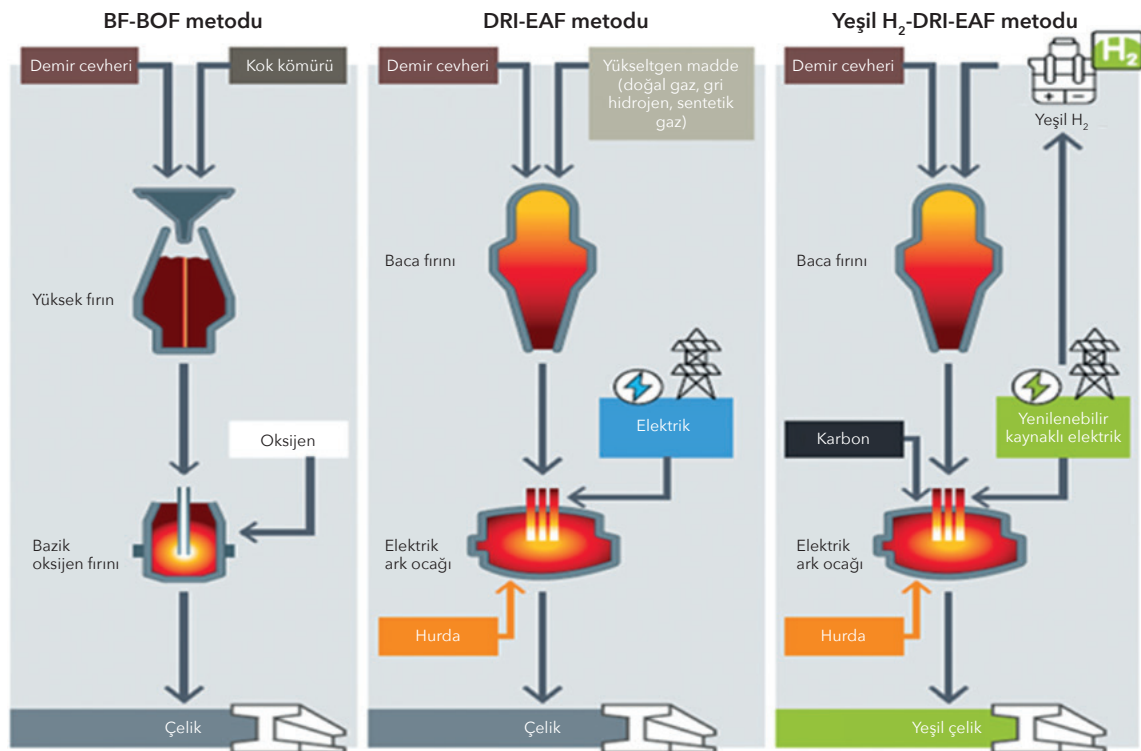 BF-BOF metodu
Demir cevheri
Kok kömürü
Yüksek fırın
Oksijen
Bazik
oksijen fırını
Çelik
DRI-EAF metodu
Demir cevheri
Yükseltgen madde
(doğal gaz, gri
hidrojen, sentetik
gaz)
Baca fırını
Elektrik
Elektrik
ark ocağı
Hurda
Çelik
Yeşil H₂-DRI-EAF metodu
Demir cevheri
H₂
Yeşil H₂
Baca fırını
Karbon
Yenilenebilir
kaynaklı elektrik
Elektrik
ark ocağı
Hurda
Yeşil çelik